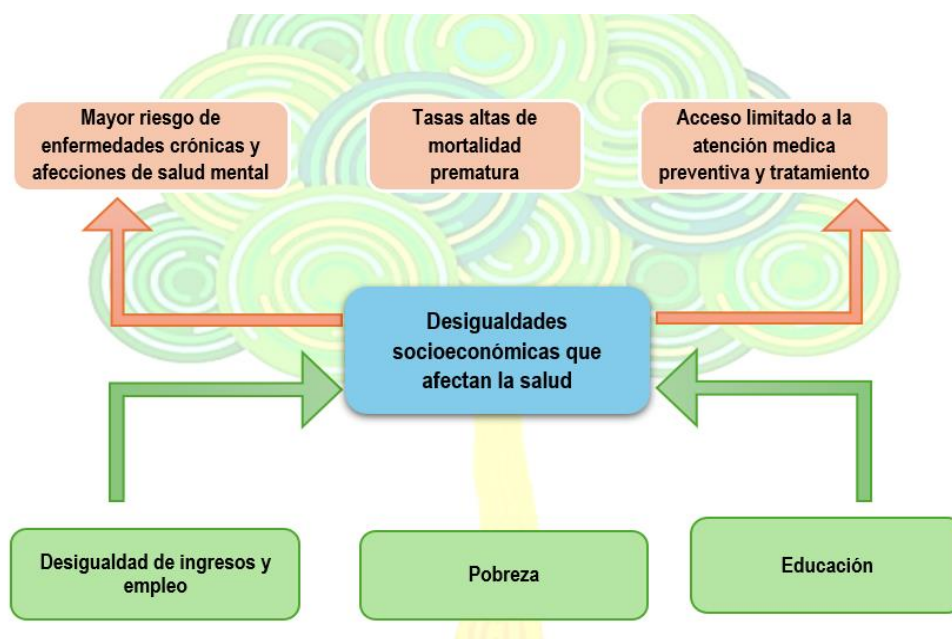 Mayor riesgo de
enfermedades crónicas y
afecciones de salud mental
Tasas altas de
mortalidad
prematura
Acceso limitado a la
atención medica
preventiva y tratamiento
Desigualdades
socioeconómicas que
afectan la salud
Desigualdad de ingresos y
empleo
Pobreza
Educación